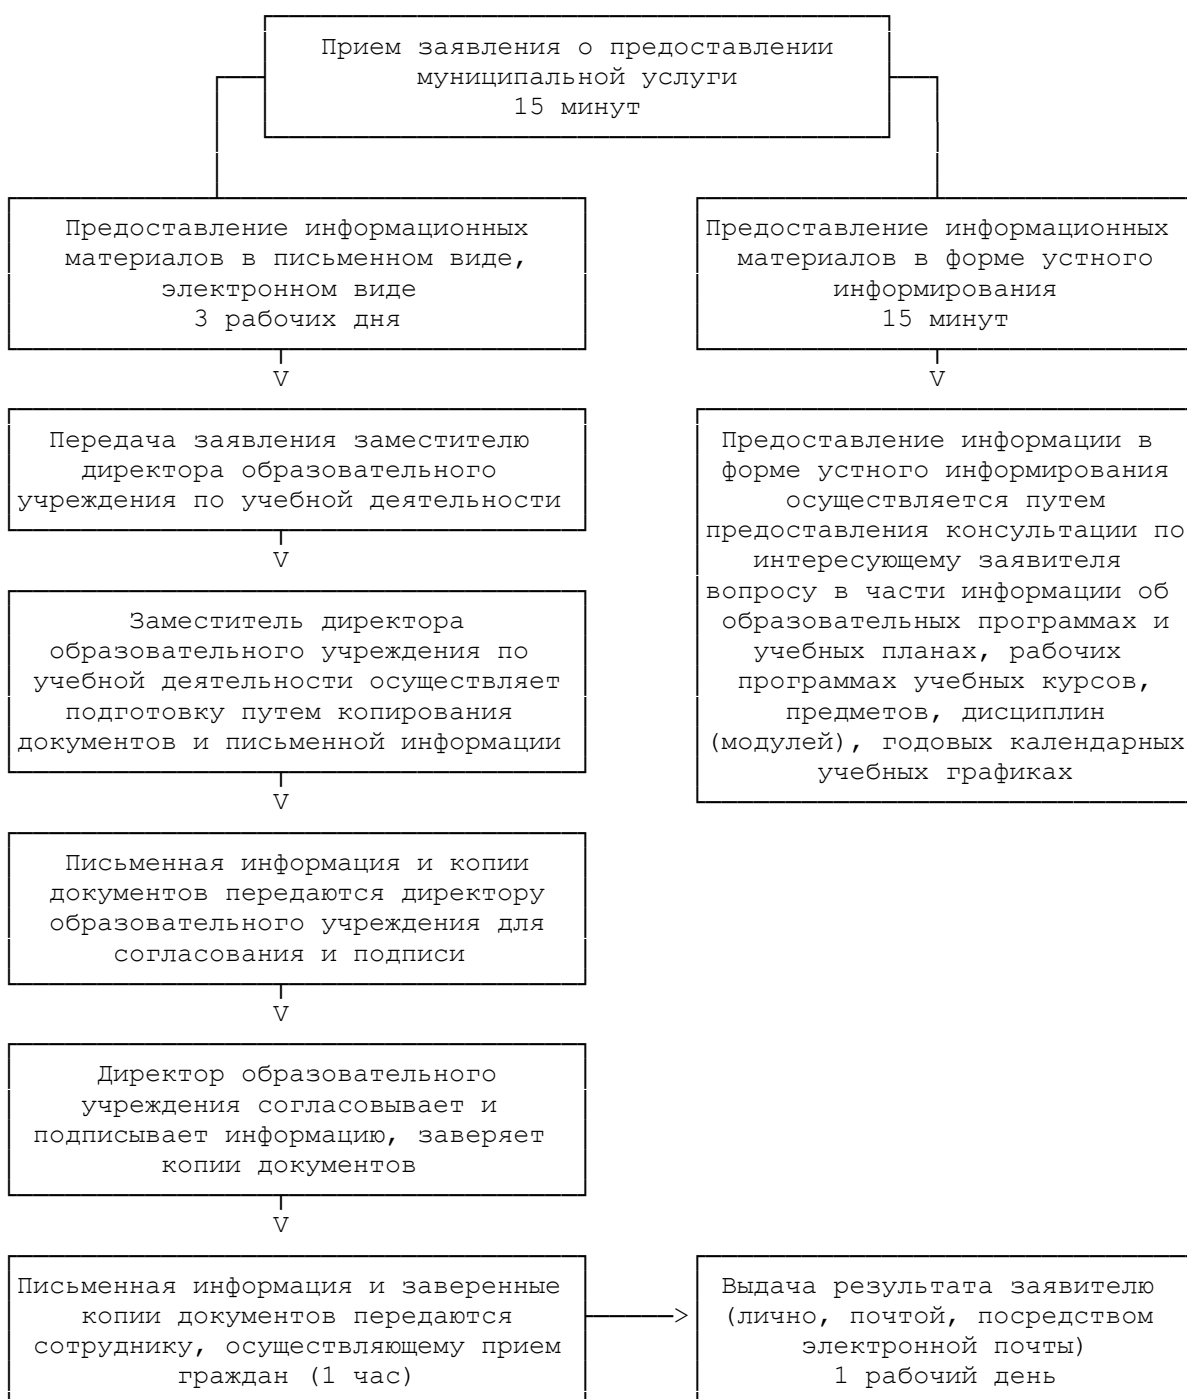 Прием заявления о предоставлении
муниципальной услуги
15 минут
Предоставление информационных
материалов в письменном виде,
электронном виде
3 рабочих дня
V
Передача заявления заместителю
директора образовательного
учреждения по учебной деятельности
V
Заместитель директора
образовательного учреждения по
учебной деятельности осуществляет
подготовку путем копирования
документов и письменной информации
V
Письменная информация и копии
документов передаются директору
образовательного учреждения для
согласования и подписи
V
Директор образовательного
учреждения согласовывает и
подписывает информацию, заверяет
копии документов
V
Письменная информация и заверенные
копии документов передаются
сотруднику, осуществляющему прием
граждан (1 час)
>
Выдача результата заявителю
(лично, почтой, посредством
электронной почты)
1 рабочий день
Предоставление информационных
материалов в форме устного
информирования
15 минут
V
Предоставление информации в
форме устного информирования
осуществляется путем
предоставления консультации по
интересующему заявителя
вопросу в части информации об
образовательных программах и
учебных планах, рабочих
программах учебных курсов,
предметов, дисциплин
(модулей), годовых календарных
учебных графиках